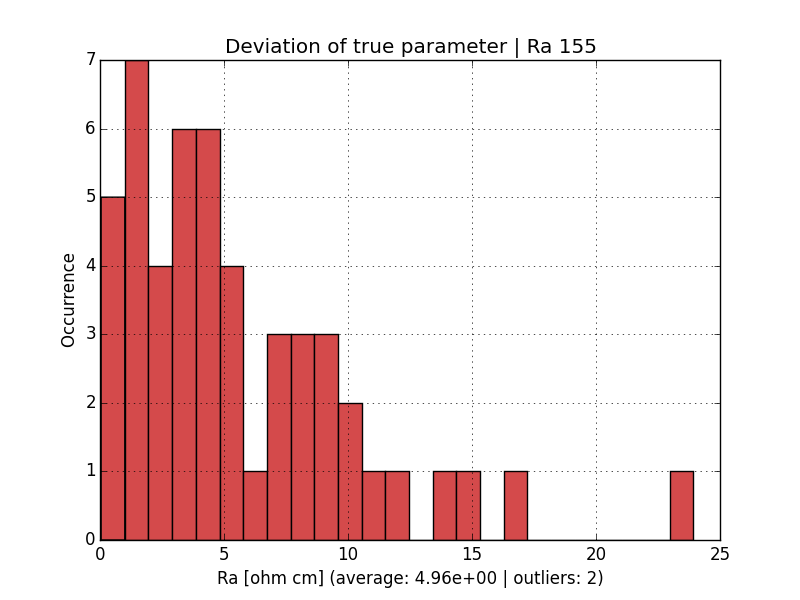 Deviation of true parameter | Ra 155
7
6
5
4
3
2
1
0
Occurrence
0 5 10 15 20 25
Ra [ohm cm] (average: 4.96e+00 | outliers: 2)